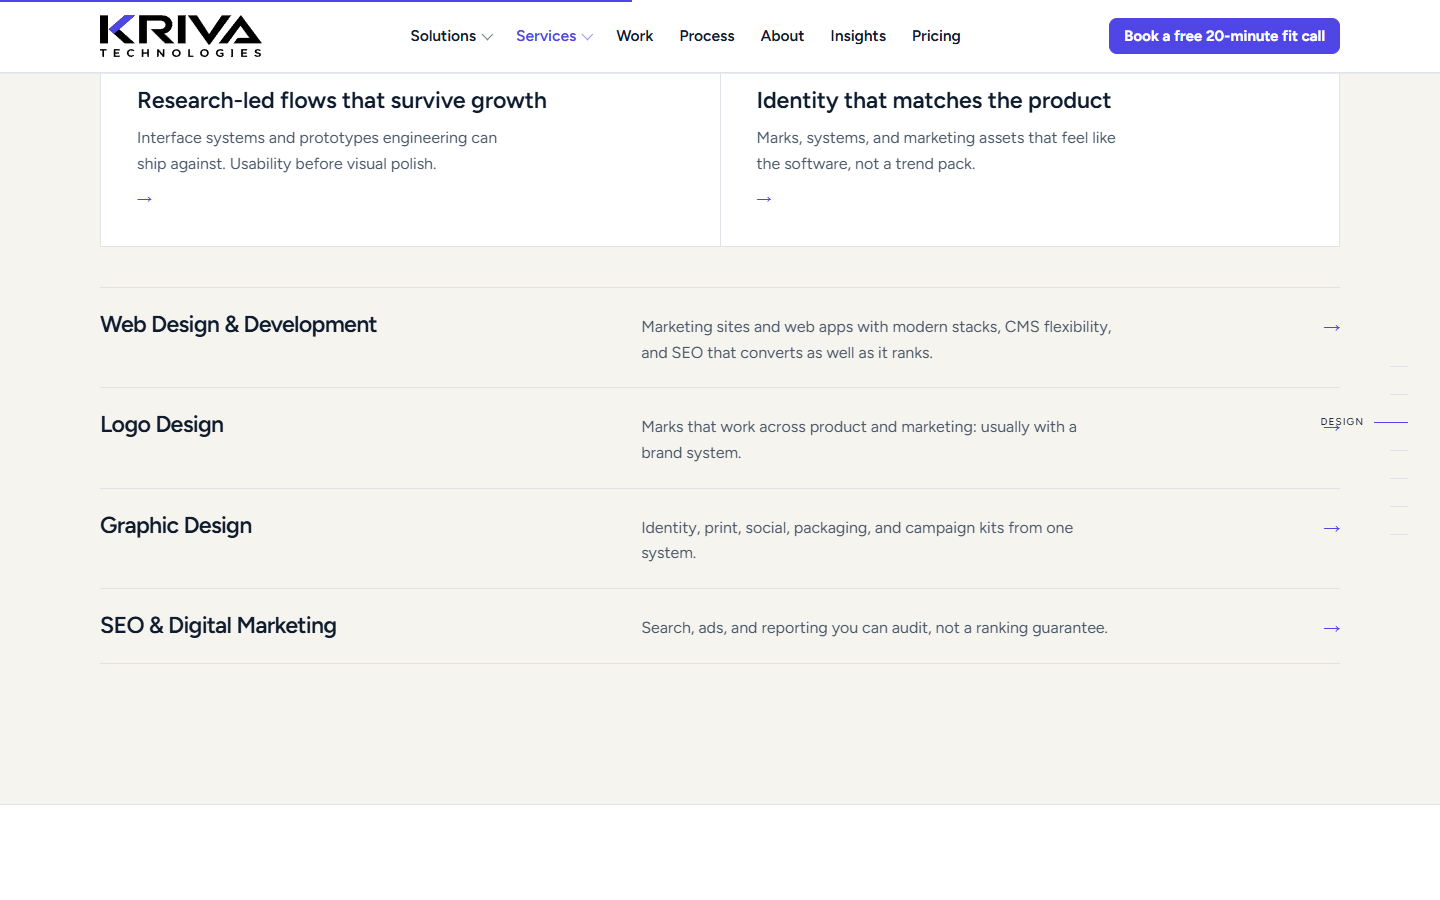 KRIVA
TECHNOLOGIES
Solutions
Services
Work
Process
About
Insights
Pricing
Book a free 20-minute fit call
Research-led flows that survive growth
Interface systems and prototypes engineering can
ship against. Usability before visual polish.
→
Identity that matches the product
Marks, systems, and marketing assets that feel like
the software, not a trend pack.
→
Web Design & Development
Marketing sites and web apps with modern stacks, CMS flexibility,
and SEO that converts as well as it ranks.
→
Logo Design
Marks that work across product and marketing: usually with a
brand system.
→
DESIGN
Graphic Design
Identity, print, social, packaging, and campaign kits from one
system.
→
SEO & Digital Marketing
Search, ads, and reporting you can audit, not a ranking guarantee.
→